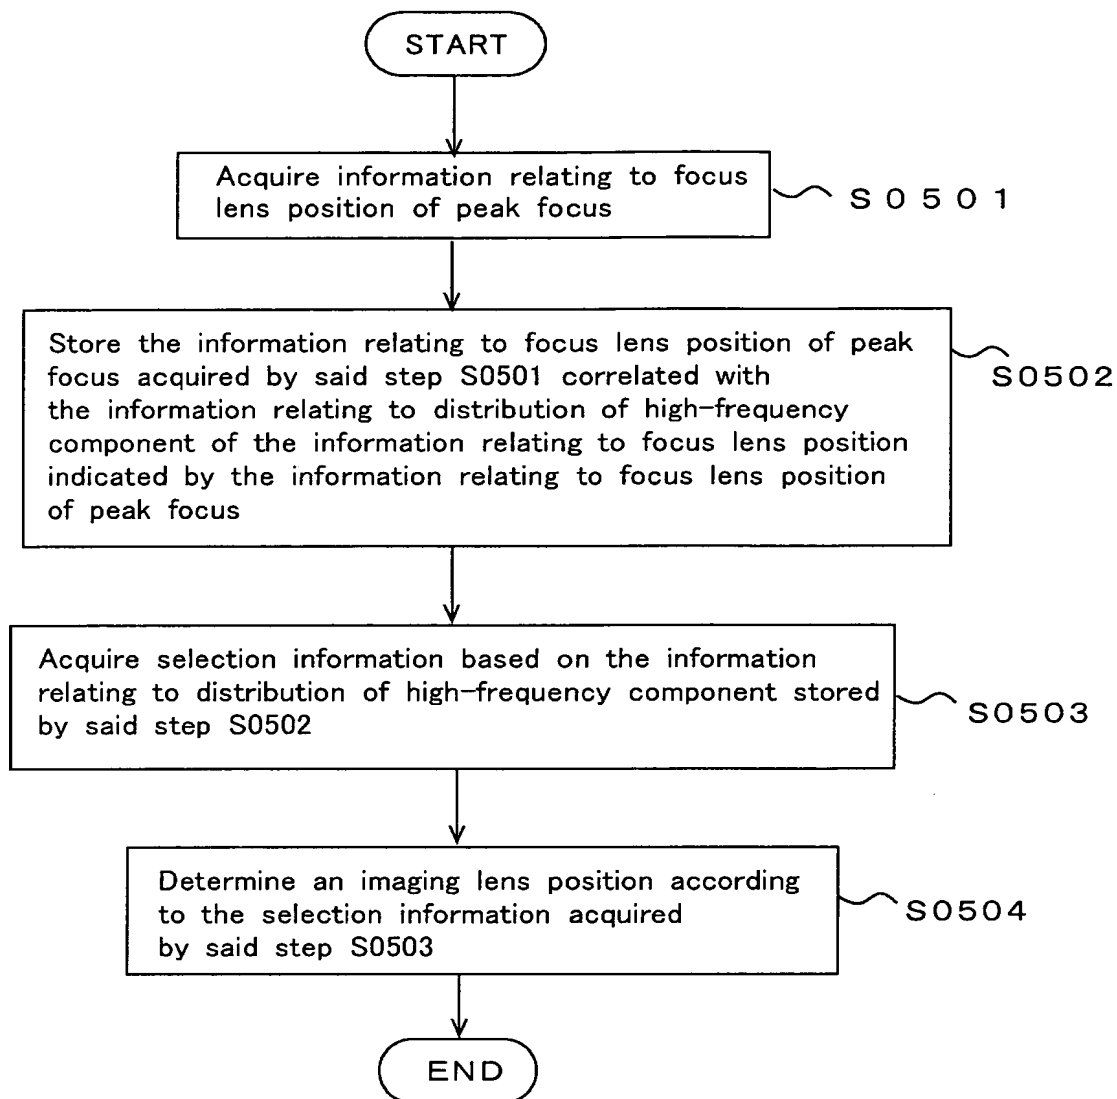 START
Acquire information relating to focus
lens position of peak focus
S0501
Store the information relating to focus lens position of peak
focus acquired by said step S0501 correlated with
the information relating to distribution of high-frequency
component of the information relating to focus lens position
indicated by the information relating to focus lens position
of peak focus
S0502
Acquire selection information based on the information
relating to distribution of high-frequency component stored
by said step S0502
S0503
Determine an imaging lens position according
to the selection information acquired
by said step S0503
S0504
END